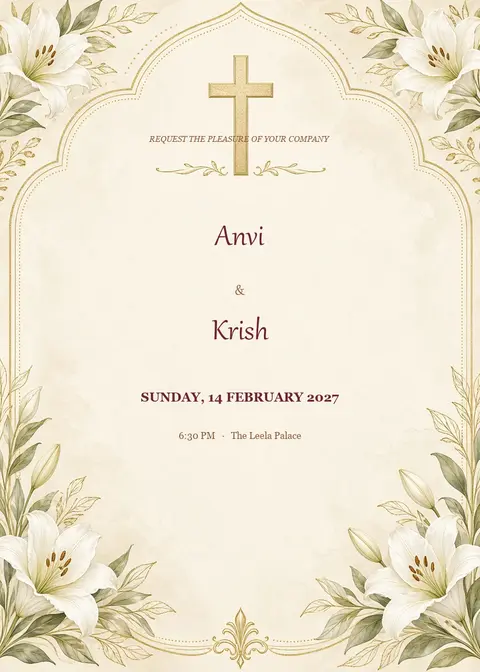 REQUEST THE PLEASURE OF YOUR COMPANY
Anvi
&
Krish
SUNDAY, 14 FEBRUARY 2027
6:30 PM · The Leela Palace